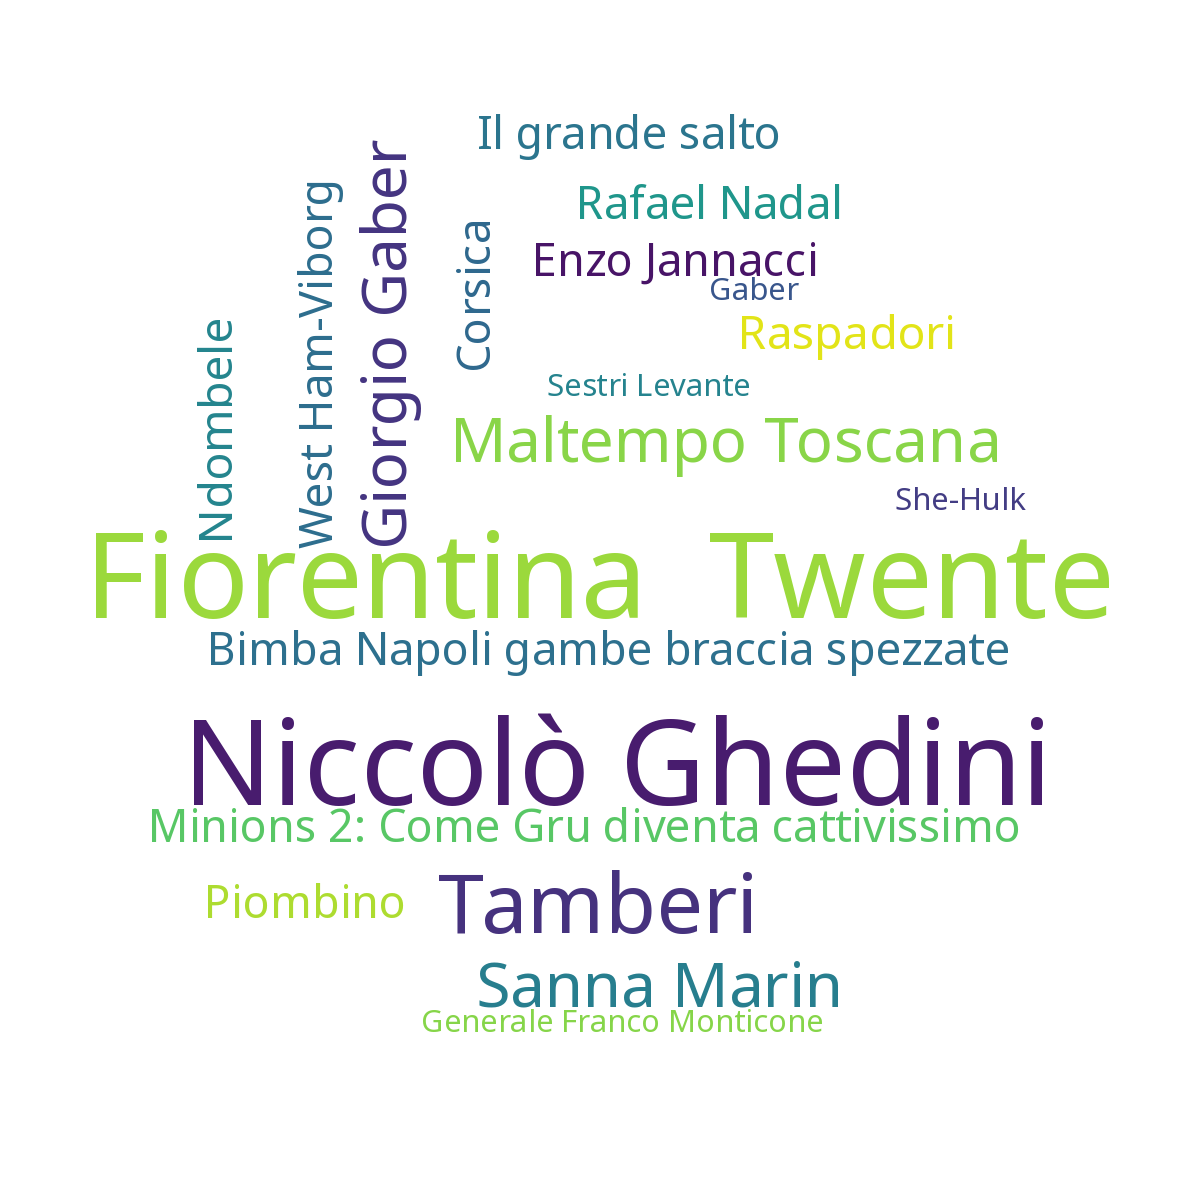 Il grande salto
Rafael Nadal
Enzo Jannacci
Gaber
Raspadori
Corsica
Giorgio Gaber
West Ham-Viborg
Ndombele
Sestri Levante
Maltempo Toscana
She-Hulk
Fiorentina Twente
Bimba Napoli gambe braccia spezzate
Niccolò Ghedini
Minions 2: Come Gru diventa cattivissimo
Piombino
Tamberi
Sanna Marin
Generale Franco Monticone